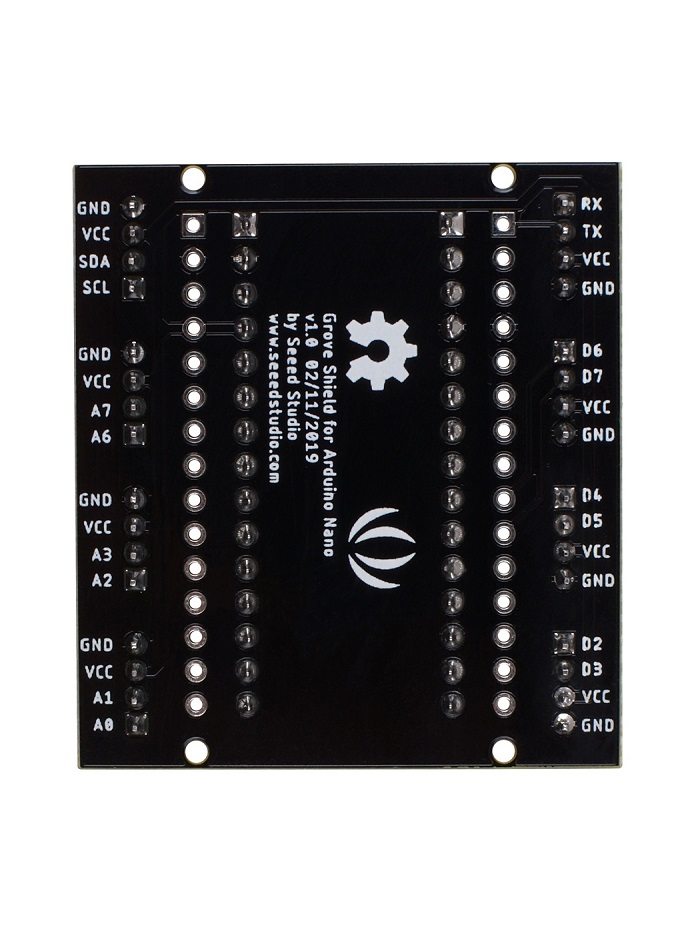 GND
VCC
SDA
SCL
GND
VCC
A7
A6
GND
VCC
A3
A2
GND
VCC
A1
A0
Grove Shield for Arduino Nano
v1.0 02/11/2019
by Seeed Studio
www.seeedstudio.com
RX
TX
VCC
GND
D6
D7
VCC
GND
D4
D5
VCC
GND
D2
D3
VCC
GND